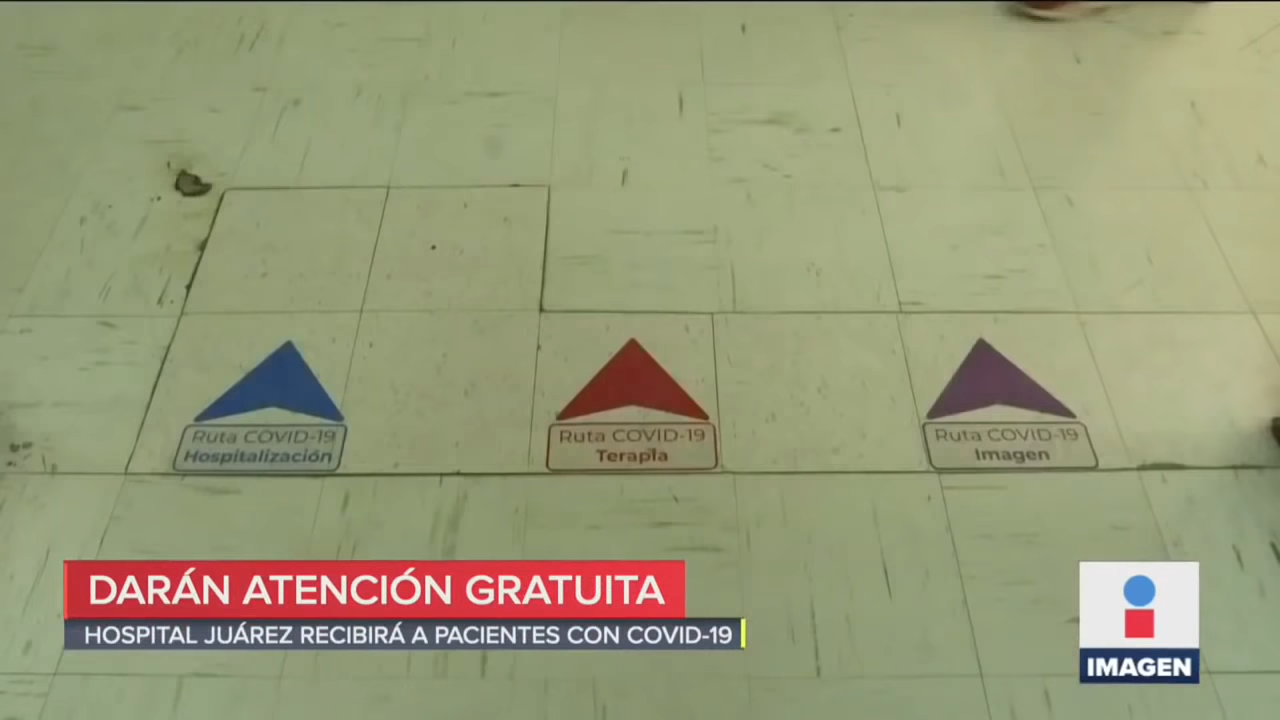 Ruta COVID-19
Hospitalización
Ruta COVID-19
Terapia
Ruta COVID-19
Imagen
DARÁN ATENCIÓN GRATUITA
HOSPITAL JUÁREZ RECIBIRÁ A PACIENTES CON COVID-19
IMAGEN